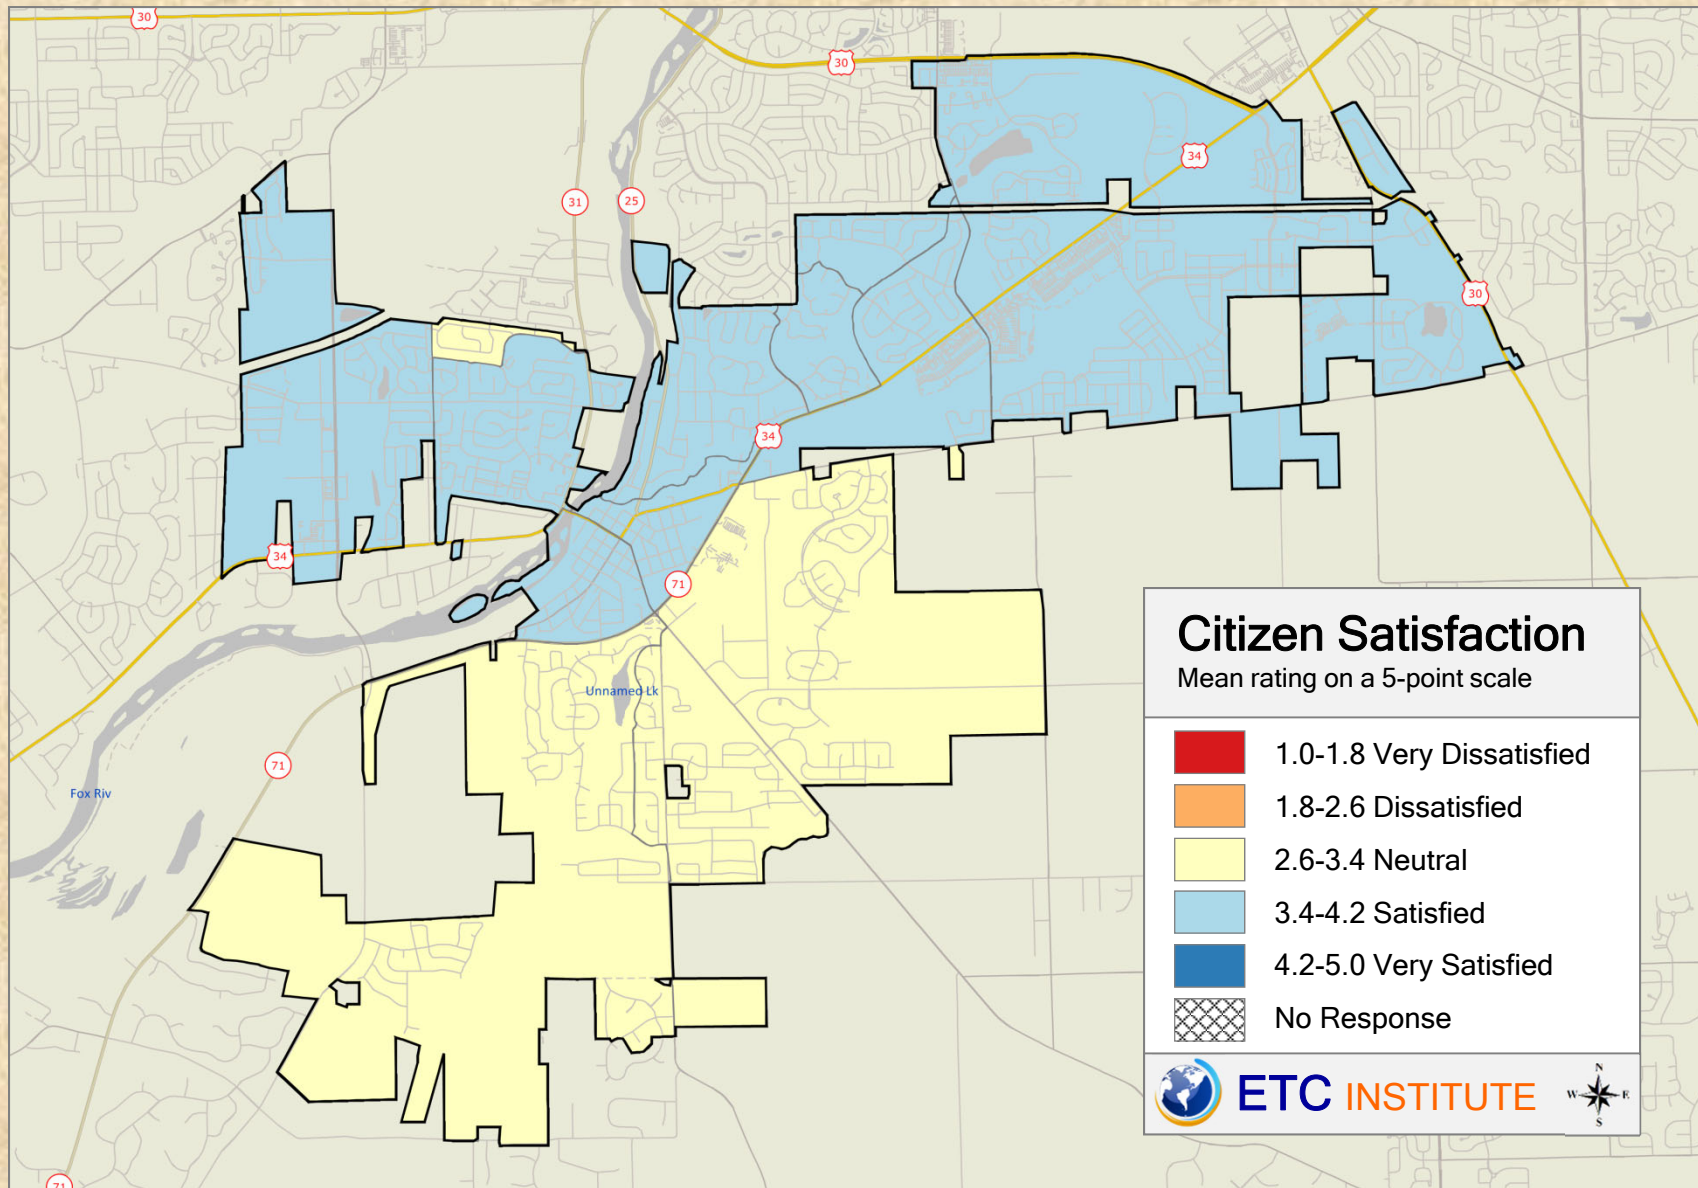 30
30
34
31
25
30
34
34
71
Unnamed Lk
71
Fox Riv
71
Citizen Satisfaction
Mean rating on a 5-point scale
1.0-1.8 Very Dissatisfied
1.8-2.6 Dissatisfied
2.6-3.4 Neutral
3.4-4.2 Satisfied
4.2-5.0 Very Satisfied
No Response
ETC INSTITUTE
N
W E
S